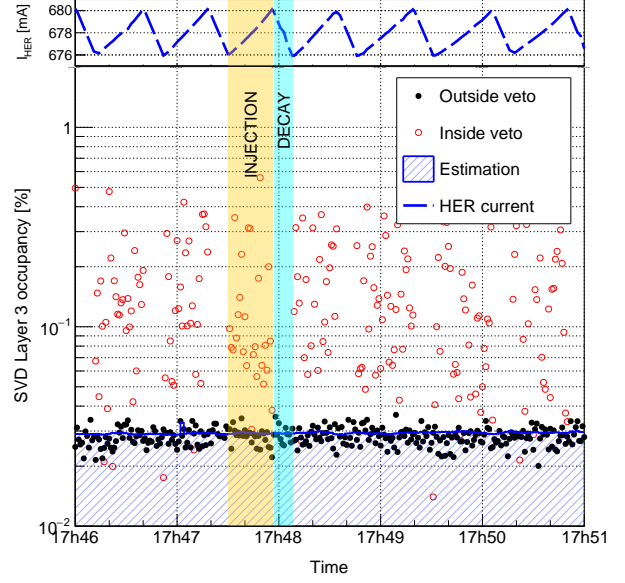 I_HER [mA]
680
678
676
SVD Layer 3 occupancy [%]
1
10^−1
10^−2
INJECTION
DECAY
Outside veto
Inside veto
Estimation
HER current
17h46
17h47
17h48
17h49
17h50
17h51
Time